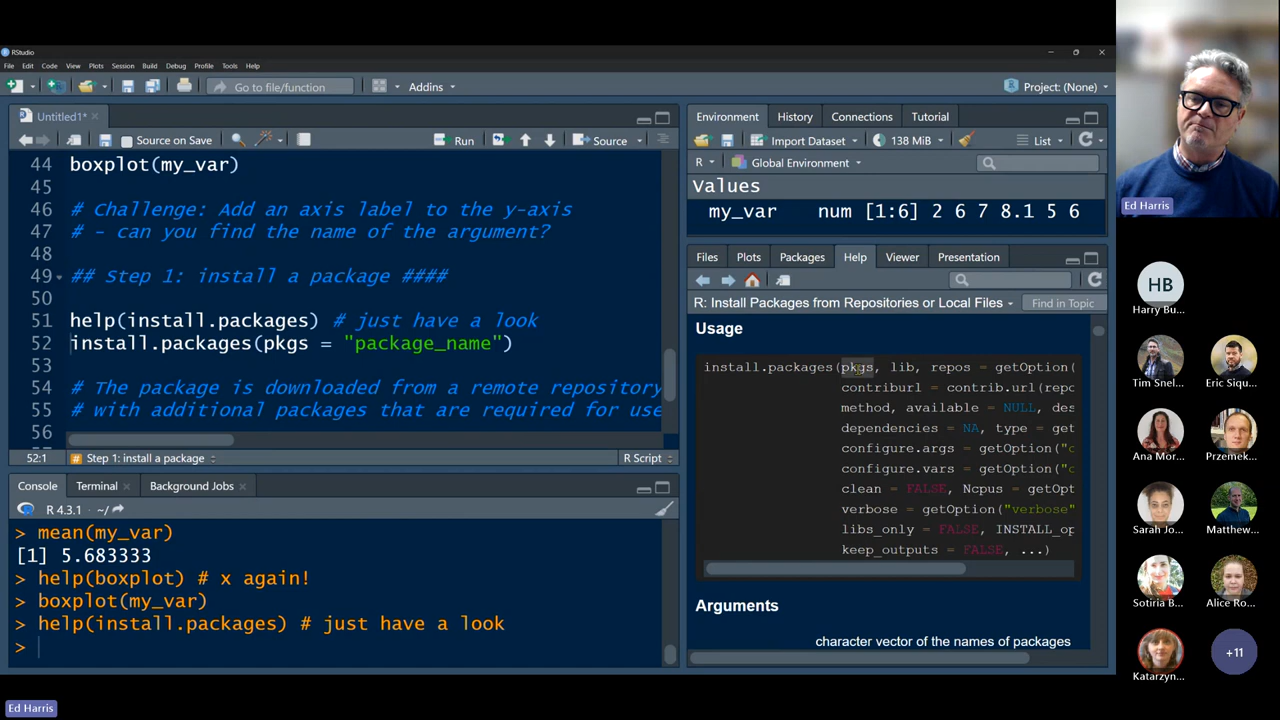 RStudio
File Edit Code View Plots Session Build Debug Profile Tools Help
Go to file/function
Addins
Project: (None)
Untitled1*
Source on Save
Run
Source
44 boxplot(my_var)
45
46 # Challenge: Add an axis label to the y-axis
47 # - can you find the name of the argument?
48
49 ## Step 1: install a package ####
50
51 help(install.packages) # just have a look
52 install.packages(pkgs = "package_name")
53
54 # The package is downloaded from a remote repository
55 # with additional packages that are required for use
56
52:1 # Step 1: install a package R Script
Console Terminal Background Jobs
R 4.3.1 · ~/
> mean(my_var)
[1] 5.683333
> help(boxplot) # x again!
> boxplot(my_var)
> help(install.packages) # just have a look
>
Environment History Connections Tutorial
Import Dataset 138 MiB List
R Global Environment
Values
my_var num [1:6] 2 6 7 8.1 5 6
Files Plots Packages Help Viewer Presentation
R: Install Packages from Repositories or Local Files Find in Topic
Usage
install.packages(pkgs, lib, repos = getOption(
contriburl = contrib.url(repo
method, available = NULL, des
dependencies = NA, type = get
configure.args = getOption("c
configure.vars = getOption("c
clean = FALSE, Ncpus = getOpt
verbose = getOption("verbose"
libs_only = FALSE, INSTALL_op
keep_outputs = FALSE, ...)
Arguments
character vector of the names of packages
Ed Harris
HB
Harry Bu...
Tim Snel...
Eric Siqu...
Ana Mor...
Przemek...
Sarah Jo...
Matthew...
Sotiria B...
Alice Ro...
Katarzyn...
+11
Ed Harris